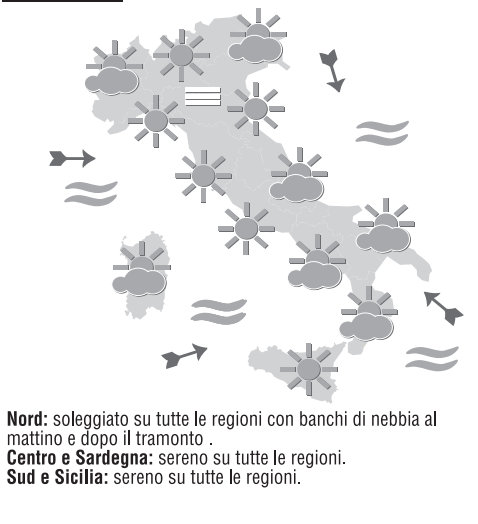 Nord: soleggiato su tutte le regioni con banchi di nebbia al
mattino e dopo il tramonto .
Centro e Sardegna: sereno su tutte le regioni.
Sud e Sicilia: sereno su tutte le regioni.